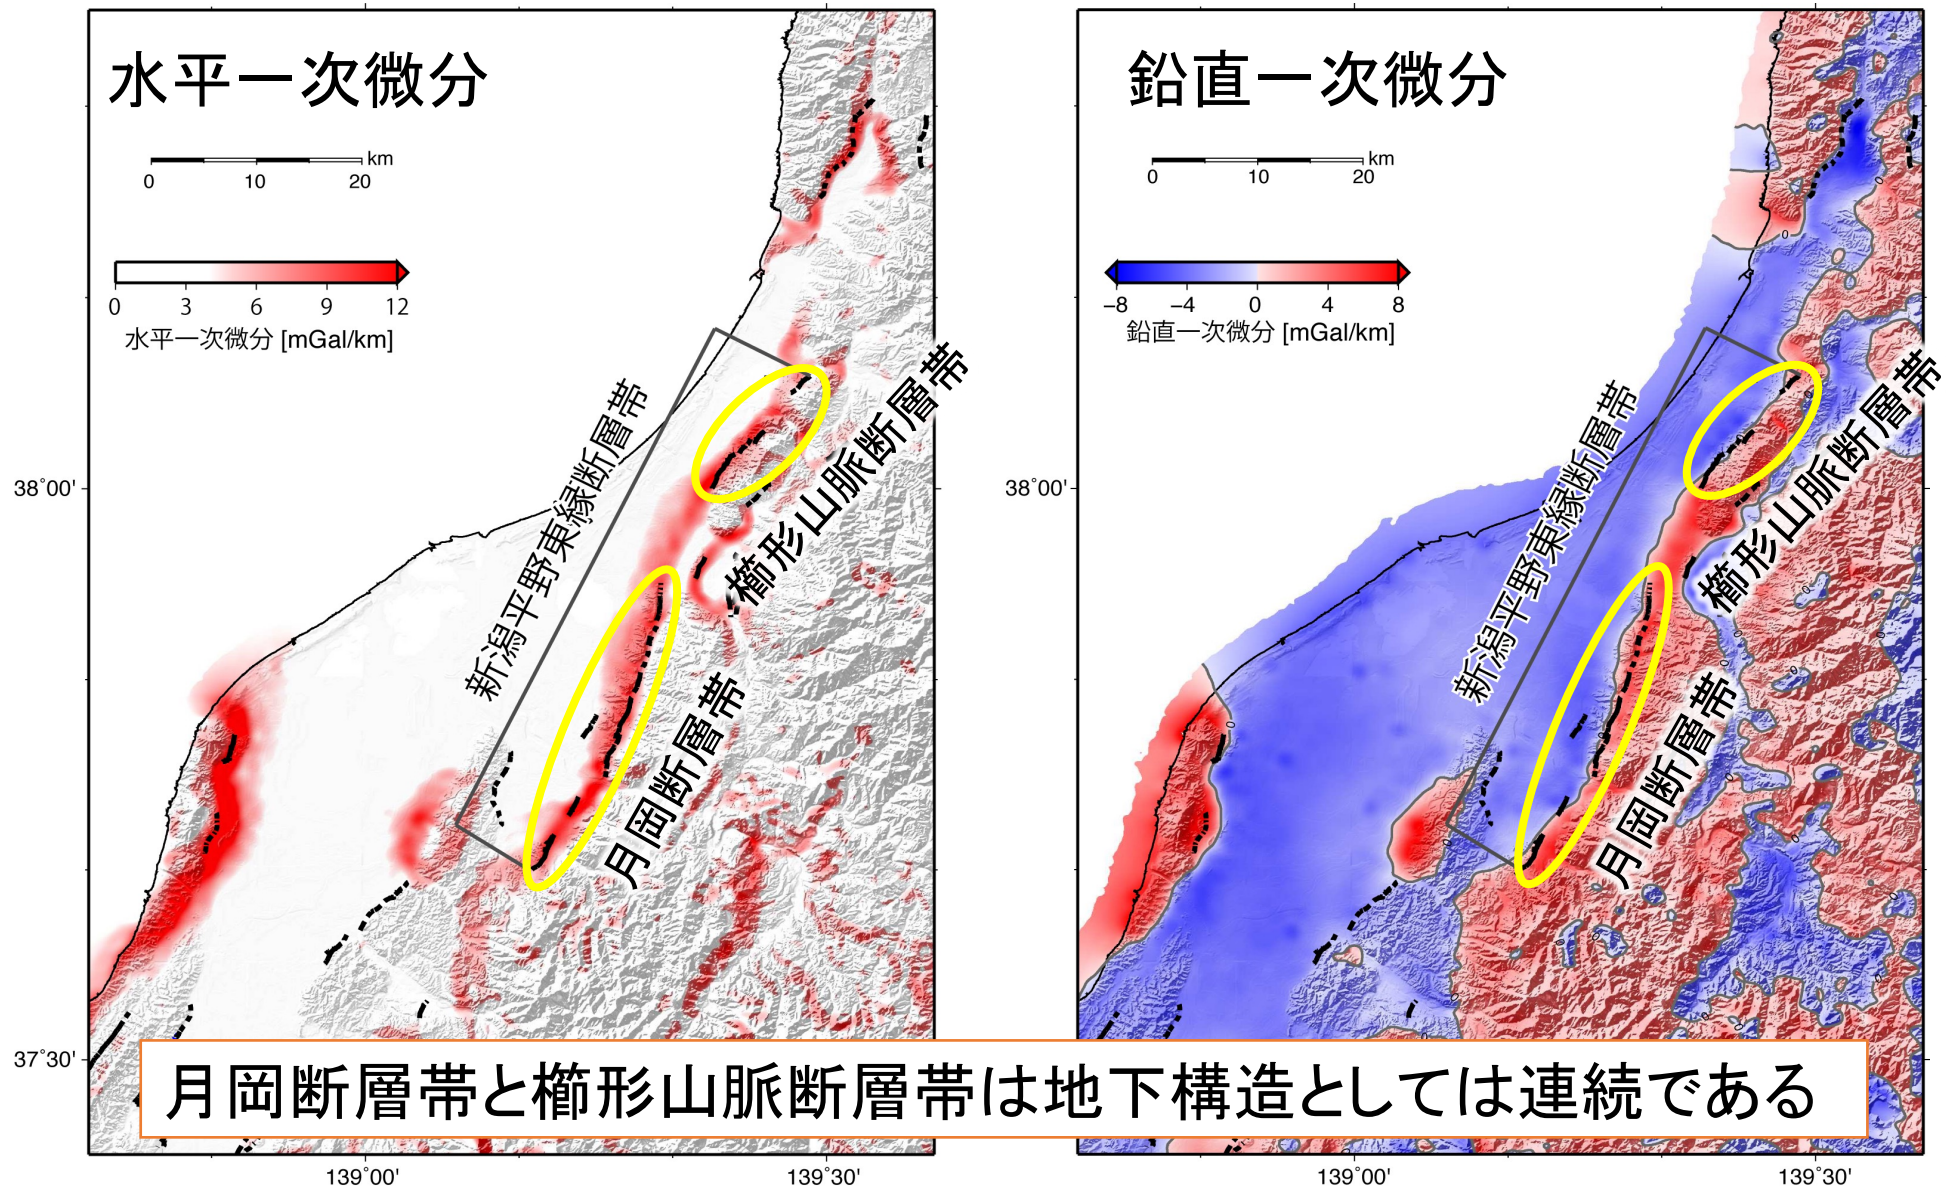 水平一次微分
km
0 10 20
0 3 6 9 12
水平一次微分 [mGal/km]
新潟平野東縁断層帯
櫛形山脈断層帯
月岡断層帯
38°00'
37°30'
139°00' 139°30'
鉛直一次微分
km
0 10 20
−8 −4 0 4 8
鉛直一次微分 [mGal/km]
新潟平野東縁断層帯
櫛形山脈断層帯
月岡断層帯
38°00'
139°00' 139°30'
月岡断層帯と櫛形山脈断層帯は地下構造としては連続である